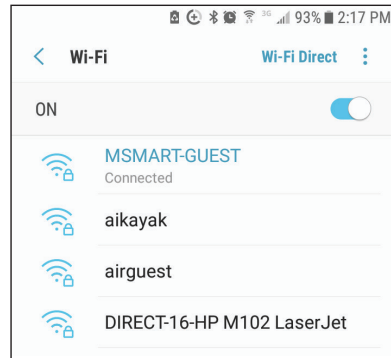 3G 93% 2:17 PM
Wi-Fi Wi-Fi Direct
ON
MSMART-GUEST
Connected
aikayak
airguest
DIRECT-16-HP M102 LaserJet